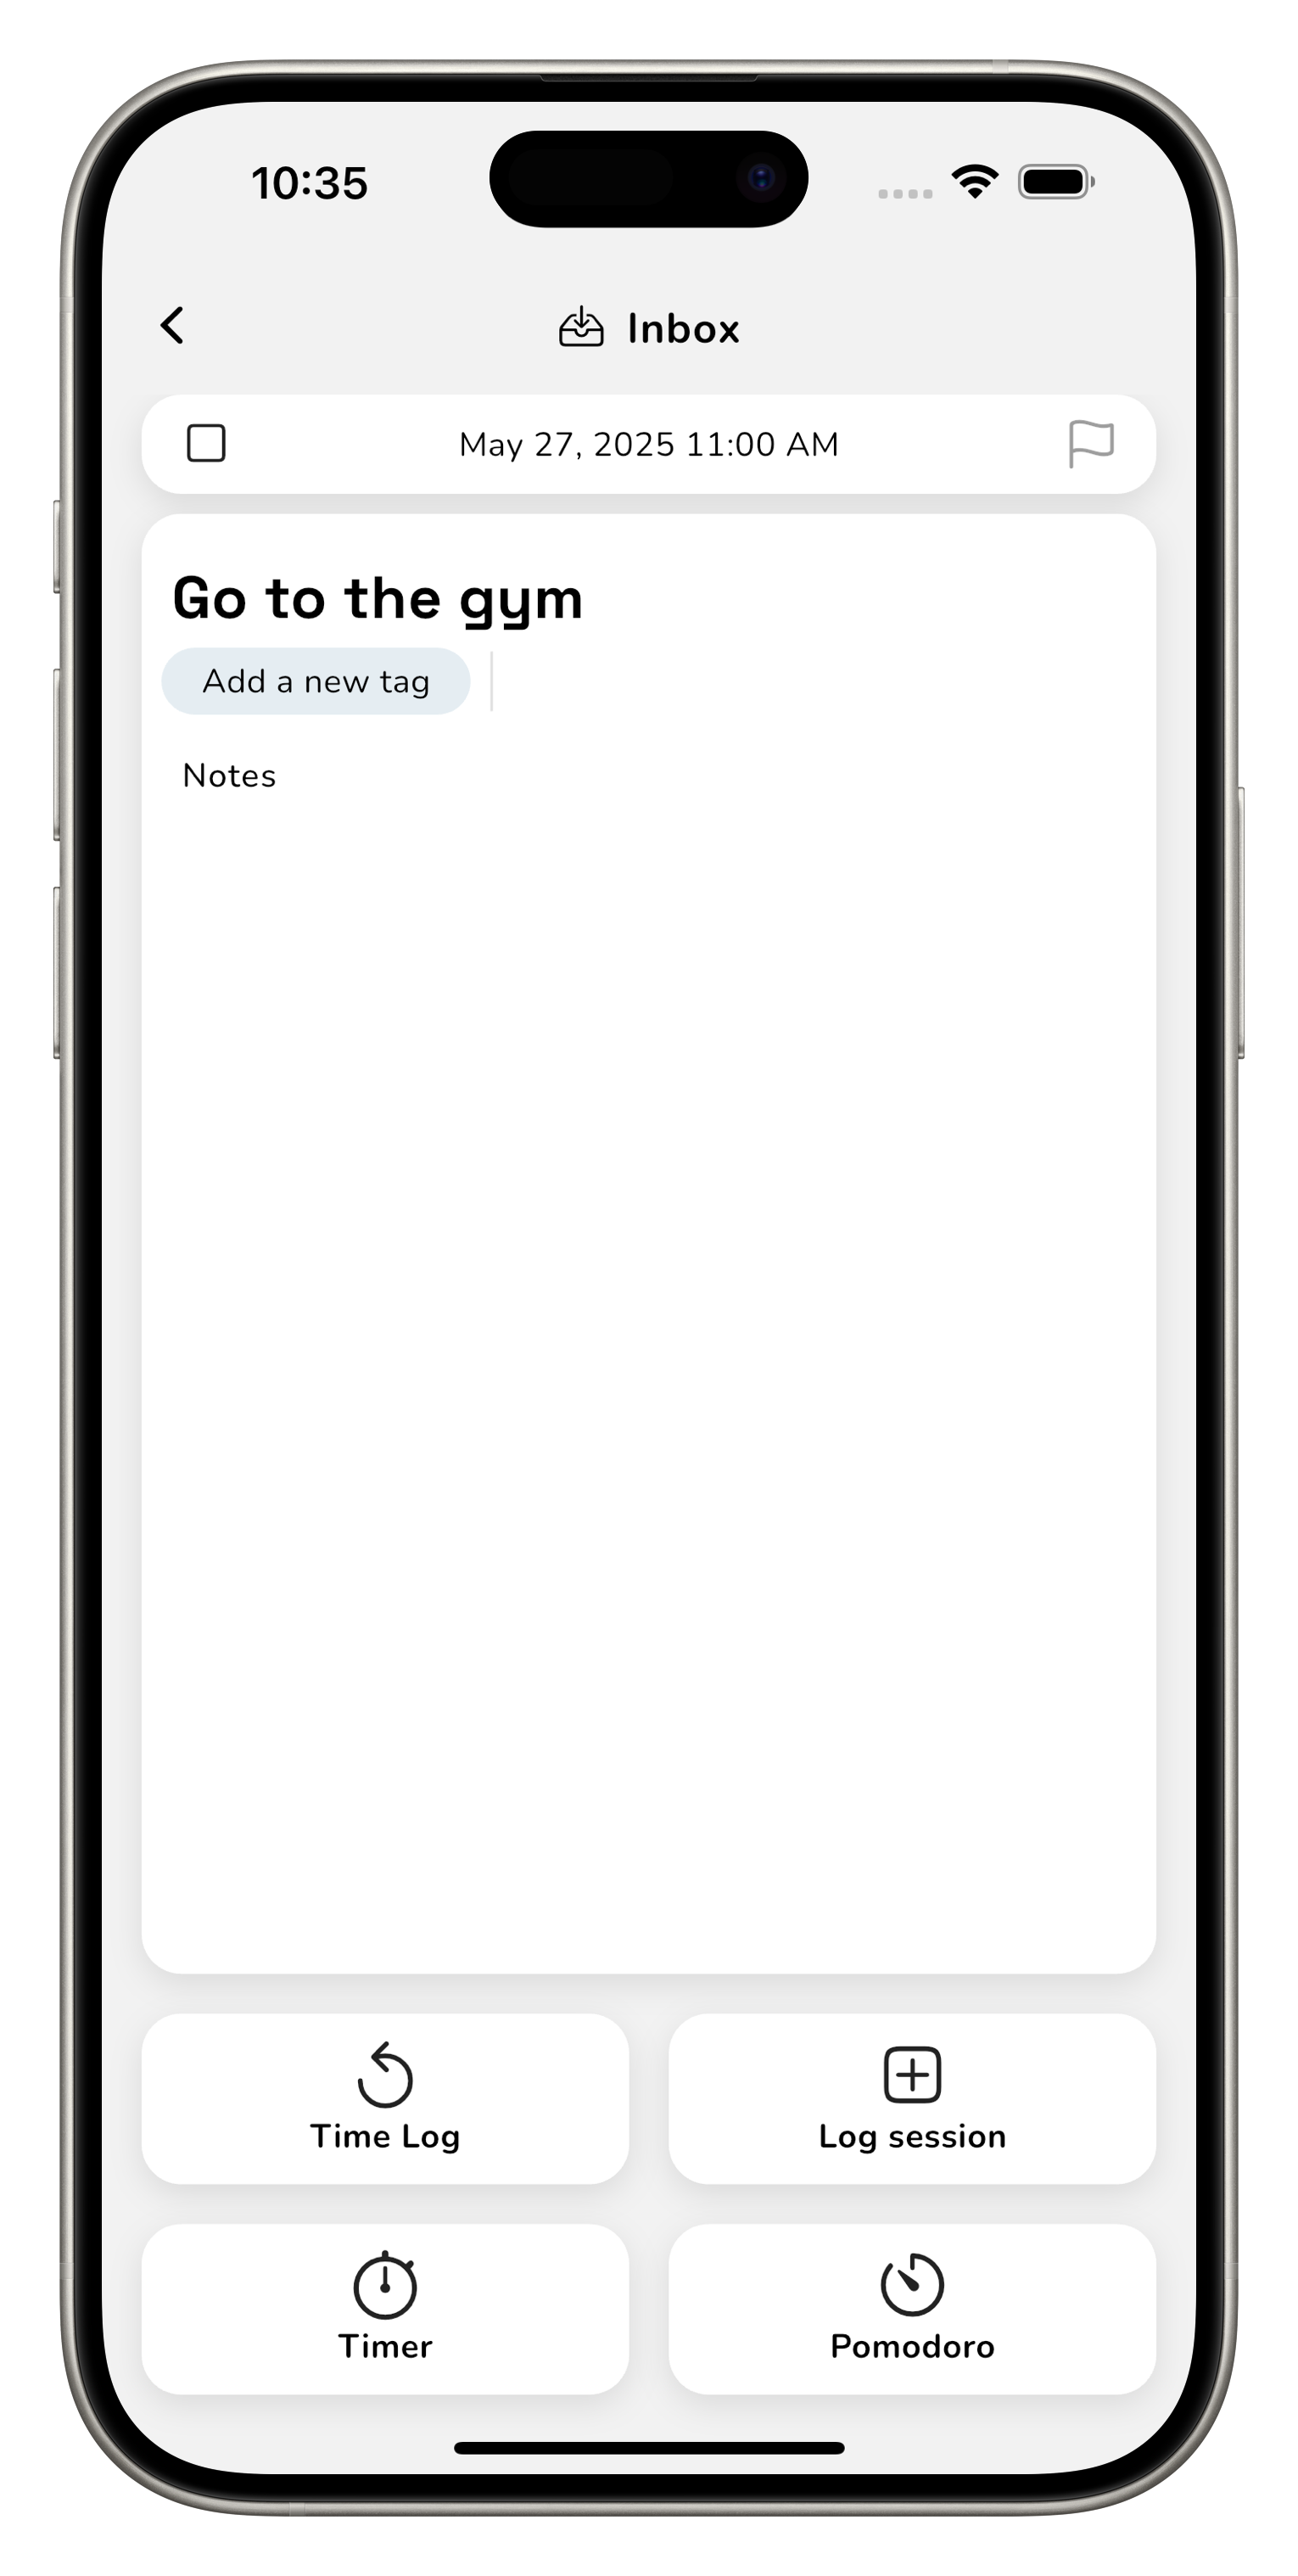 10:35
Inbox
May 27, 2025 11:00 AM
Go to the gym
Add a new tag
Notes
Time Log
Log session
Timer
Pomodoro